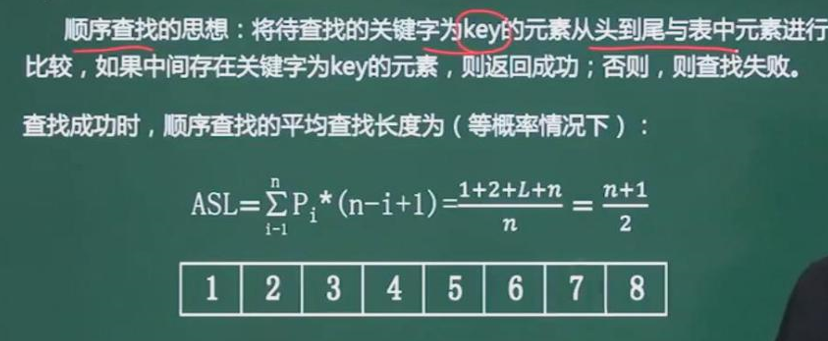 顺序查找的思想：将待查找的关键字为key的元素从头到尾与表中元素进行
比较，如果中间存在关键字为key的元素，则返回成功；否则，则查找失败。
查找成功时，顺序查找的平均查找长度为（等概率情况下）：
ASL=∑_{i-1}^{n}P_i*(n-i+1)=\frac{1+2+L+n}{n}=\frac{n+1}{2}
1 2 3 4 5 6 7 8